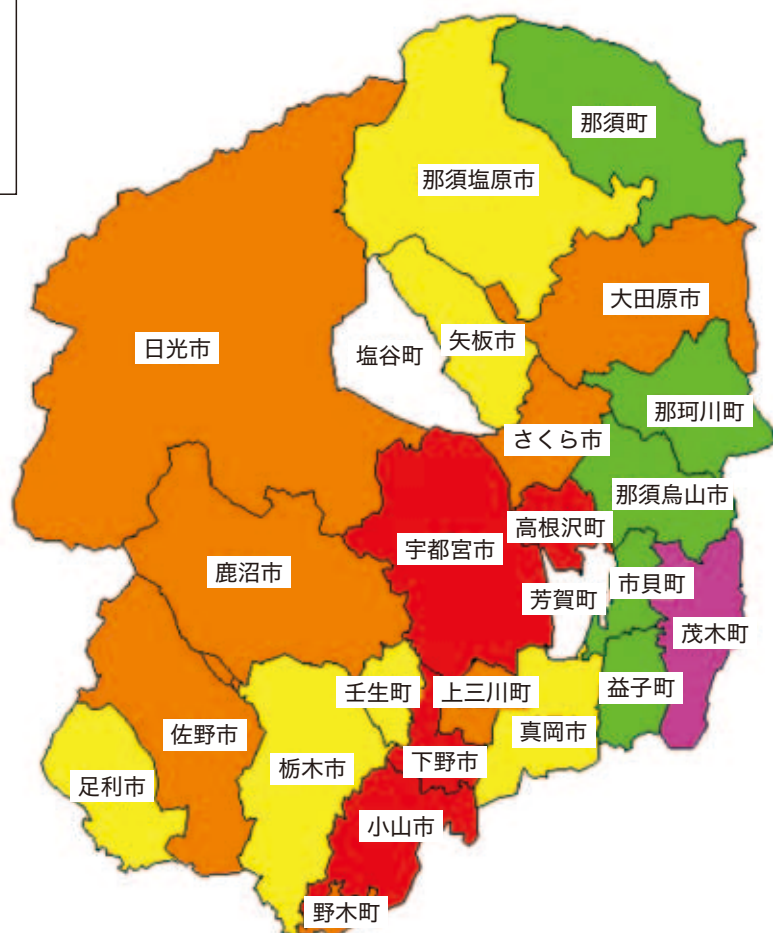 那須町
那須塩原市
大田原市
日光市
塩谷町
矢板市
那珂川町
さくら市
那須烏山市
高根沢町
宇都宮市
鹿沼市
市貝町
芳賀町
茂木町
壬生町
上三川町
益子町
佐野市
真岡市
下野市
栃木市
足利市
小山市
野木町